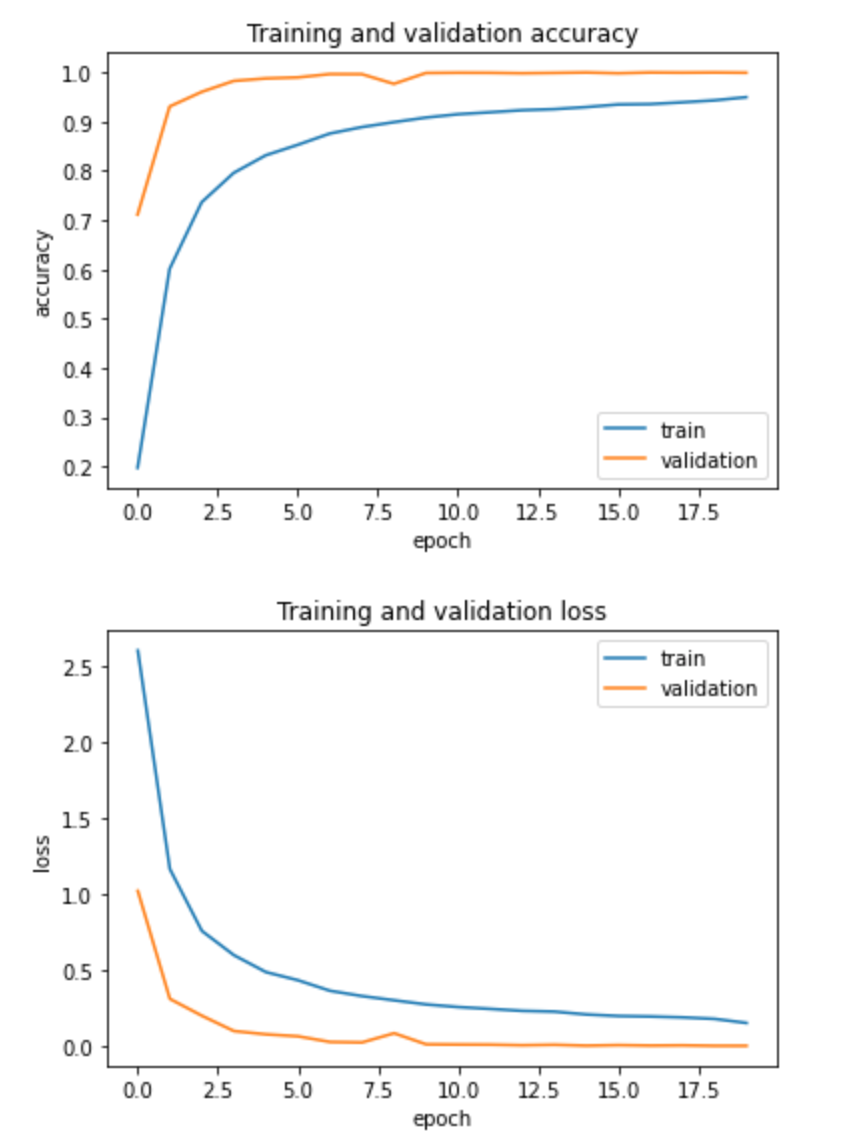 Training and validation accuracy
1.0
0.9
0.8
0.7
0.6
0.5
0.4
0.3
0.2
accuracy
train
validation
0.0 2.5 5.0 7.5 10.0 12.5 15.0 17.5
epoch
Training and validation loss
2.5
2.0
1.5
1.0
0.5
0.0
loss
train
validation
0.0 2.5 5.0 7.5 10.0 12.5 15.0 17.5
epoch